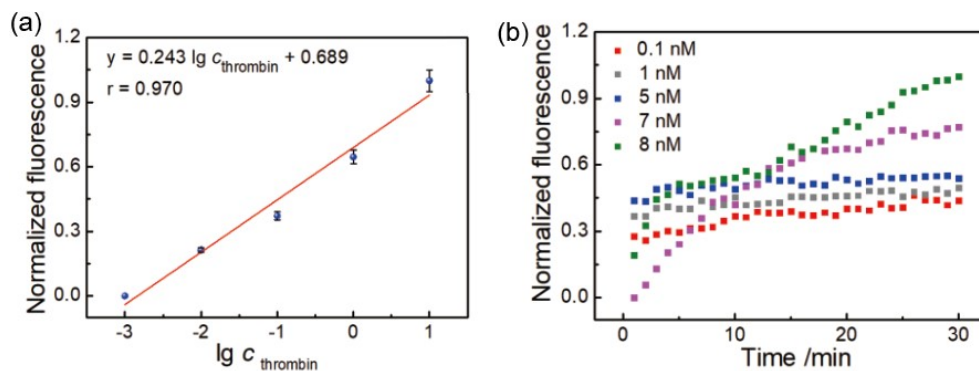 (a)
Normalized fluorescence
1.2
0.9
0.6
0.3
0.0
y = 0.243 lg c thrombin + 0.689
r = 0.970
-3 -2 -1 0 1
lg c thrombin
(b)
Normalized fluorescence
1.2
0.9
0.6
0.3
0.0
0.1 nM
1 nM
5 nM
7 nM
8 nM
0 10 20 30
Time /min